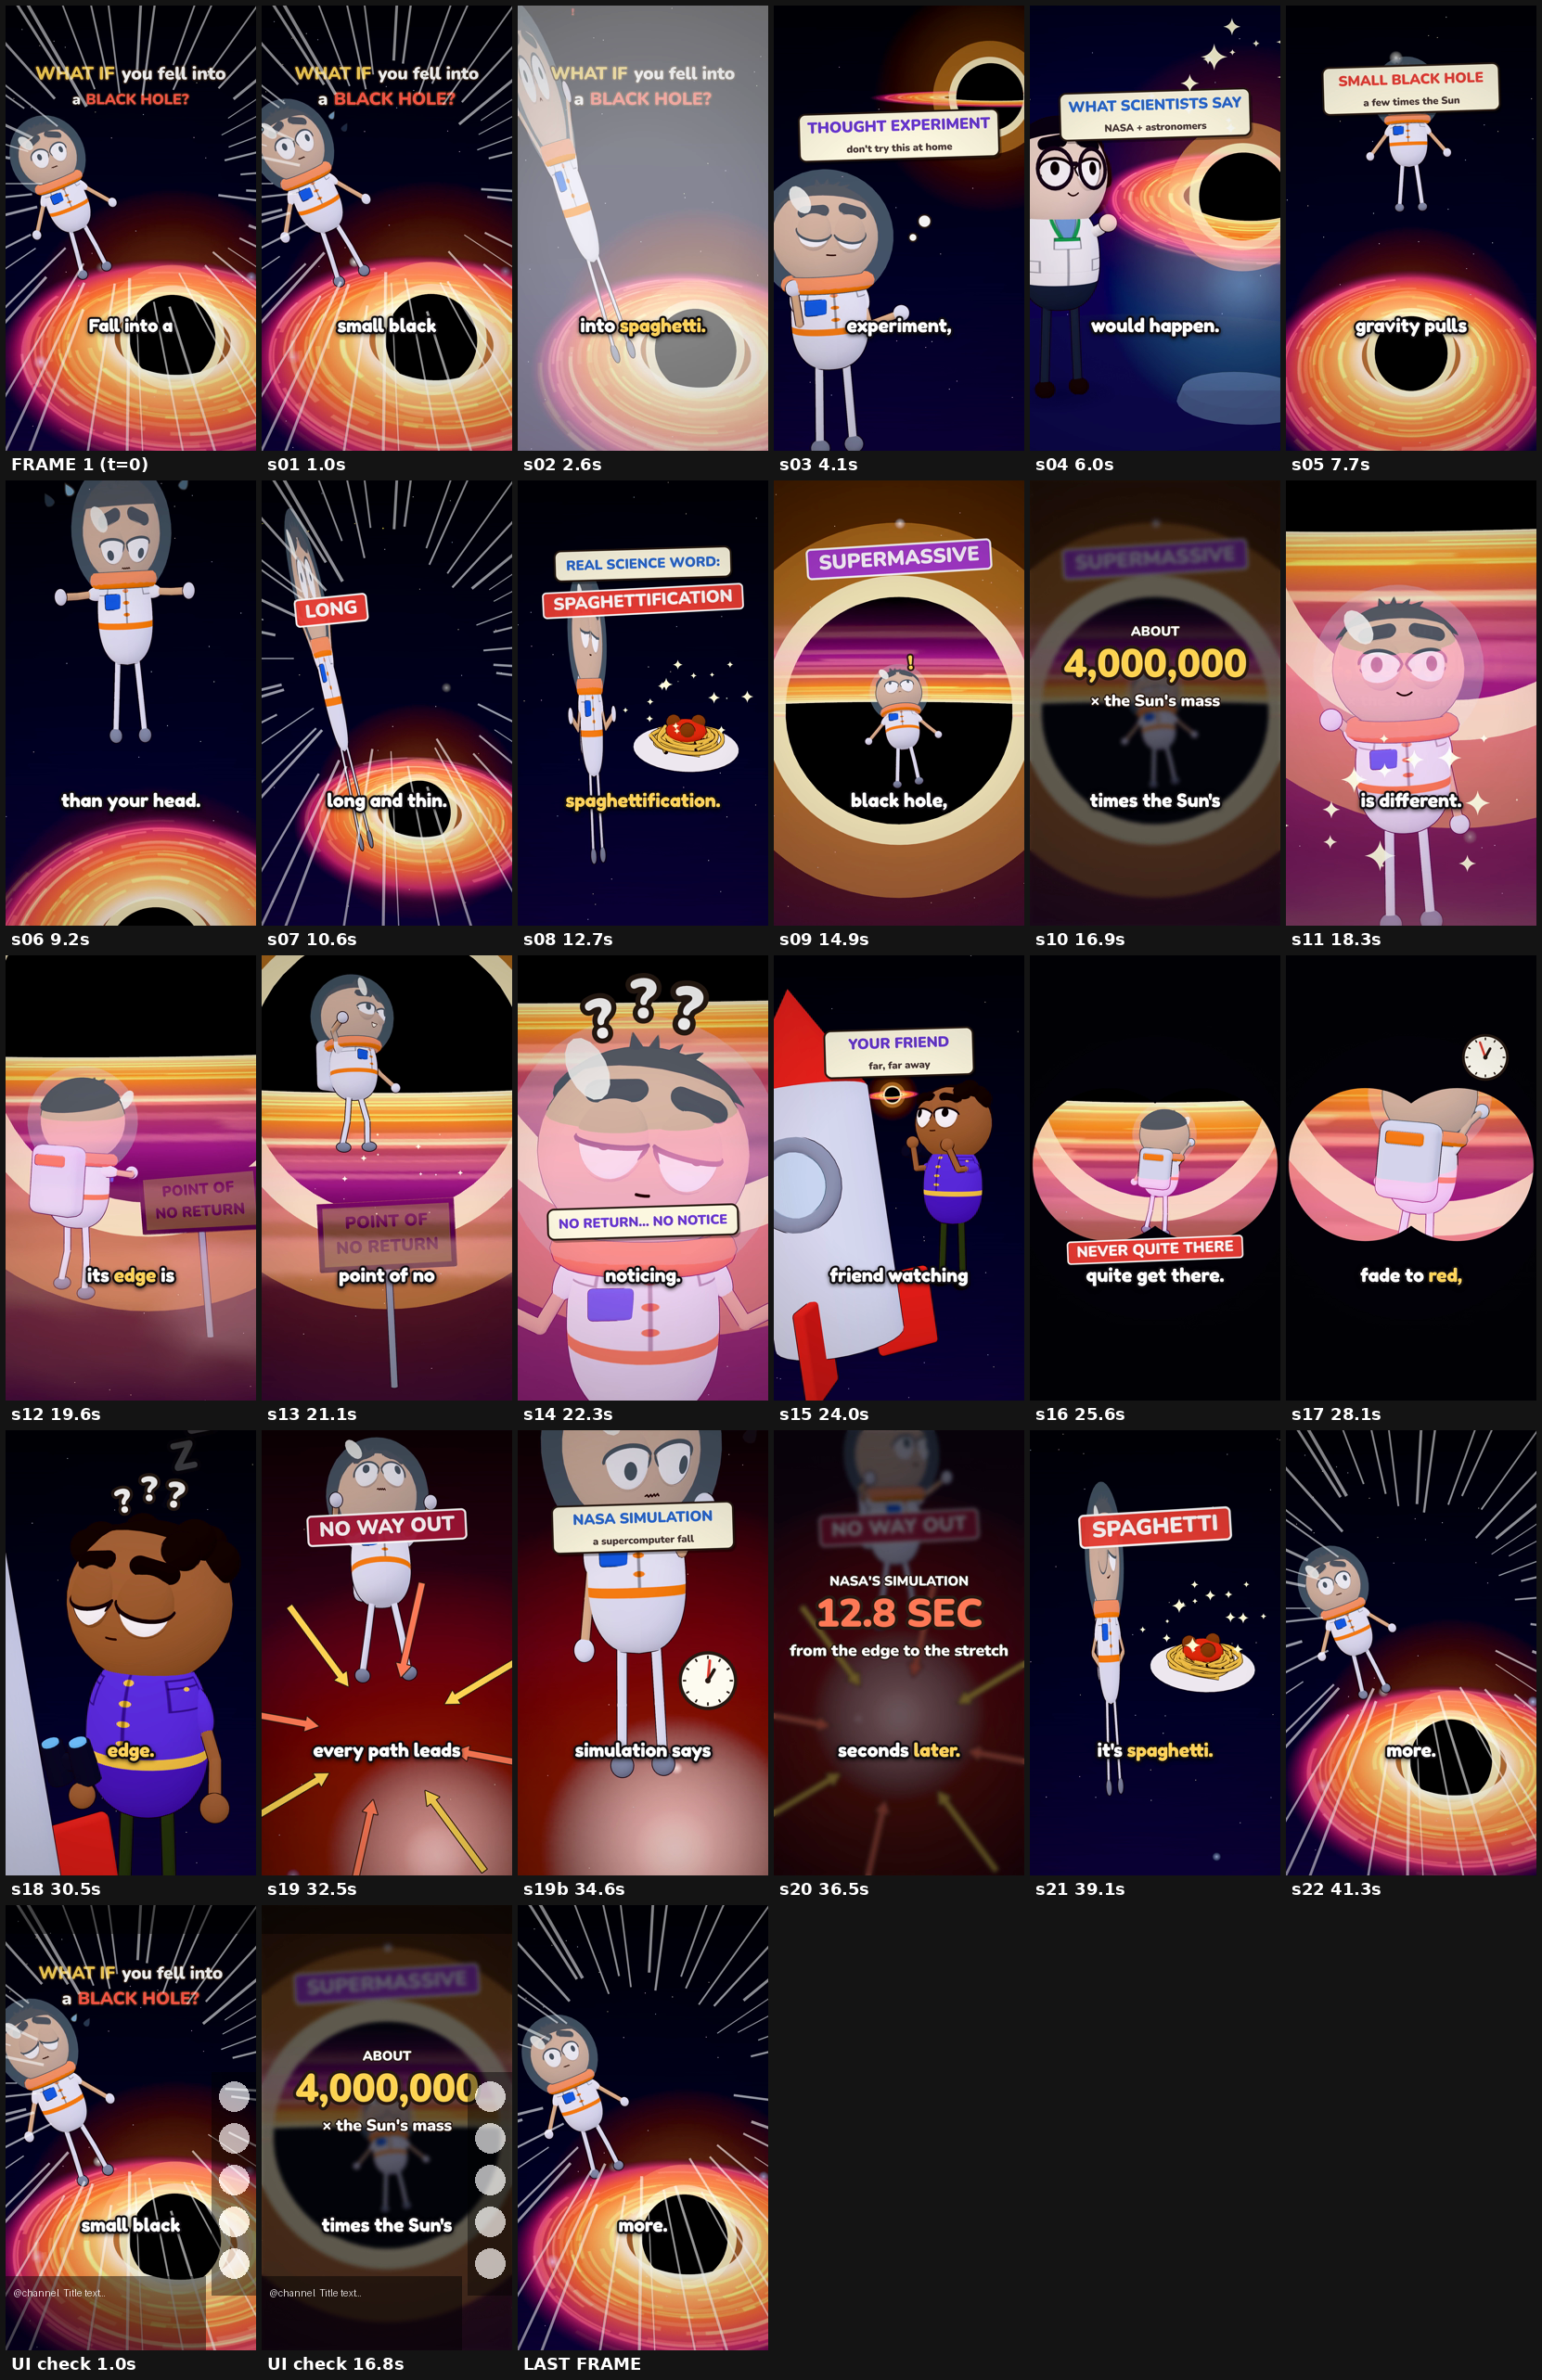 WHAT IF you fell into
a BLACK HOLE?
Fall into a
FRAME 1 (t=0)
WHAT IF you fell into
a BLACK HOLE?
small black
s01 1.0s
WHAT IF you fell into
a BLACK HOLE?
into spaghetti.
s02 2.6s
THOUGHT EXPERIMENT
don't try this at home
experiment,
s03 4.1s
WHAT SCIENTISTS SAY
NASA + astronomers
would happen.
s04 6.0s
SMALL BLACK HOLE
a few times the Sun
gravity pulls
s05 7.7s
than your head.
s06 9.2s
LONG
long and thin.
s07 10.6s
REAL SCIENCE WORD:
SPAGHETTIFICATION
spaghettification.
s08 12.7s
SUPERMASSIVE
!
black hole,
s09 14.9s
SUPERMASSIVE
ABOUT
4,000,000
× the Sun's mass
times the Sun's
s10 16.9s
is different.
s11 18.3s
POINT OF
NO RETURN
its edge is
s12 19.6s
POINT OF
NO RETURN
point of no
s13 21.1s
? ? ?
NO RETURN... NO NOTICE
noticing.
s14 22.3s
YOUR FRIEND
far, far away
friend watching
s15 24.0s
NEVER QUITE THERE
quite get there.
s16 25.6s
fade to red,
s17 28.1s
Z
? ? ?
edge.
s18 30.5s
NO WAY OUT
every path leads
s19 32.5s
NASA SIMULATION
a supercomputer fall
simulation says
s19b 34.6s
NO WAY OUT
NASA'S SIMULATION
12.8 SEC
from the edge to the stretch
seconds later.
s20 36.5s
SPAGHETTI
it's spaghetti.
s21 39.1s
more.
s22 41.3s
WHAT IF you fell into
a BLACK HOLE?
small black
@channel Title text..
UI check 1.0s
SUPERMASSIVE
ABOUT
4,000,000
× the Sun's mass
times the Sun's
@channel Title text..
UI check 16.8s
more.
LAST FRAME